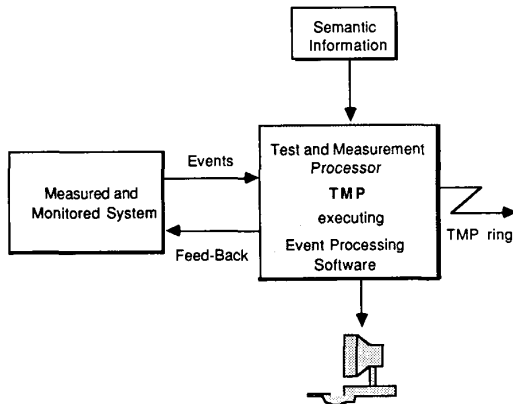 Semantic
Information
Events
Measured and
Monitored System
Feed-Back
Test and Measurement
Processor
TMP
executing
Event Processing
Software
TMP ring